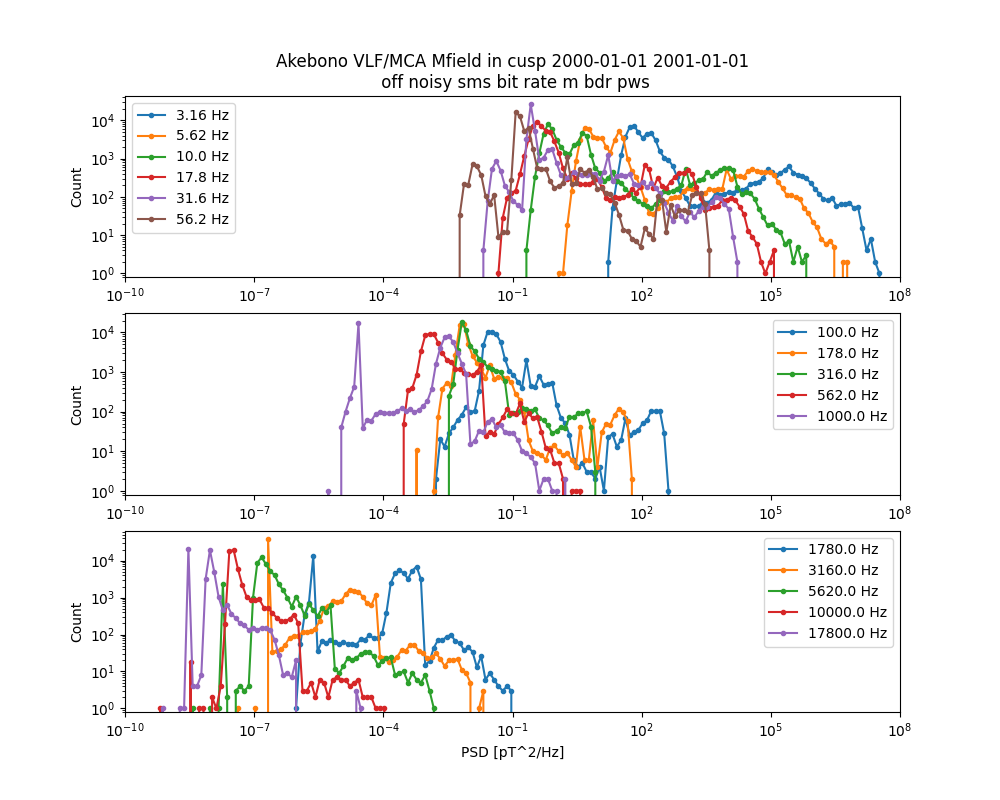 Akebono VLF/MCA Mfield in cusp 2000-01-01 2001-01-01
off noisy sms bit rate m bdr pws
Count
10^4
10^3
10^2
10^1
10^0
3.16 Hz
5.62 Hz
10.0 Hz
17.8 Hz
31.6 Hz
56.2 Hz
10^-10
10^-7
10^-4
10^-1
10^2
10^5
10^8
Count
10^4
10^3
10^2
10^1
10^0
100.0 Hz
178.0 Hz
316.0 Hz
562.0 Hz
1000.0 Hz
10^-10
10^-7
10^-4
10^-1
10^2
10^5
10^8
Count
10^4
10^3
10^2
10^1
10^0
1780.0 Hz
3160.0 Hz
5620.0 Hz
10000.0 Hz
17800.0 Hz
10^-10
10^-7
10^-4
10^-1
10^2
10^5
10^8
PSD [pT^2/Hz]